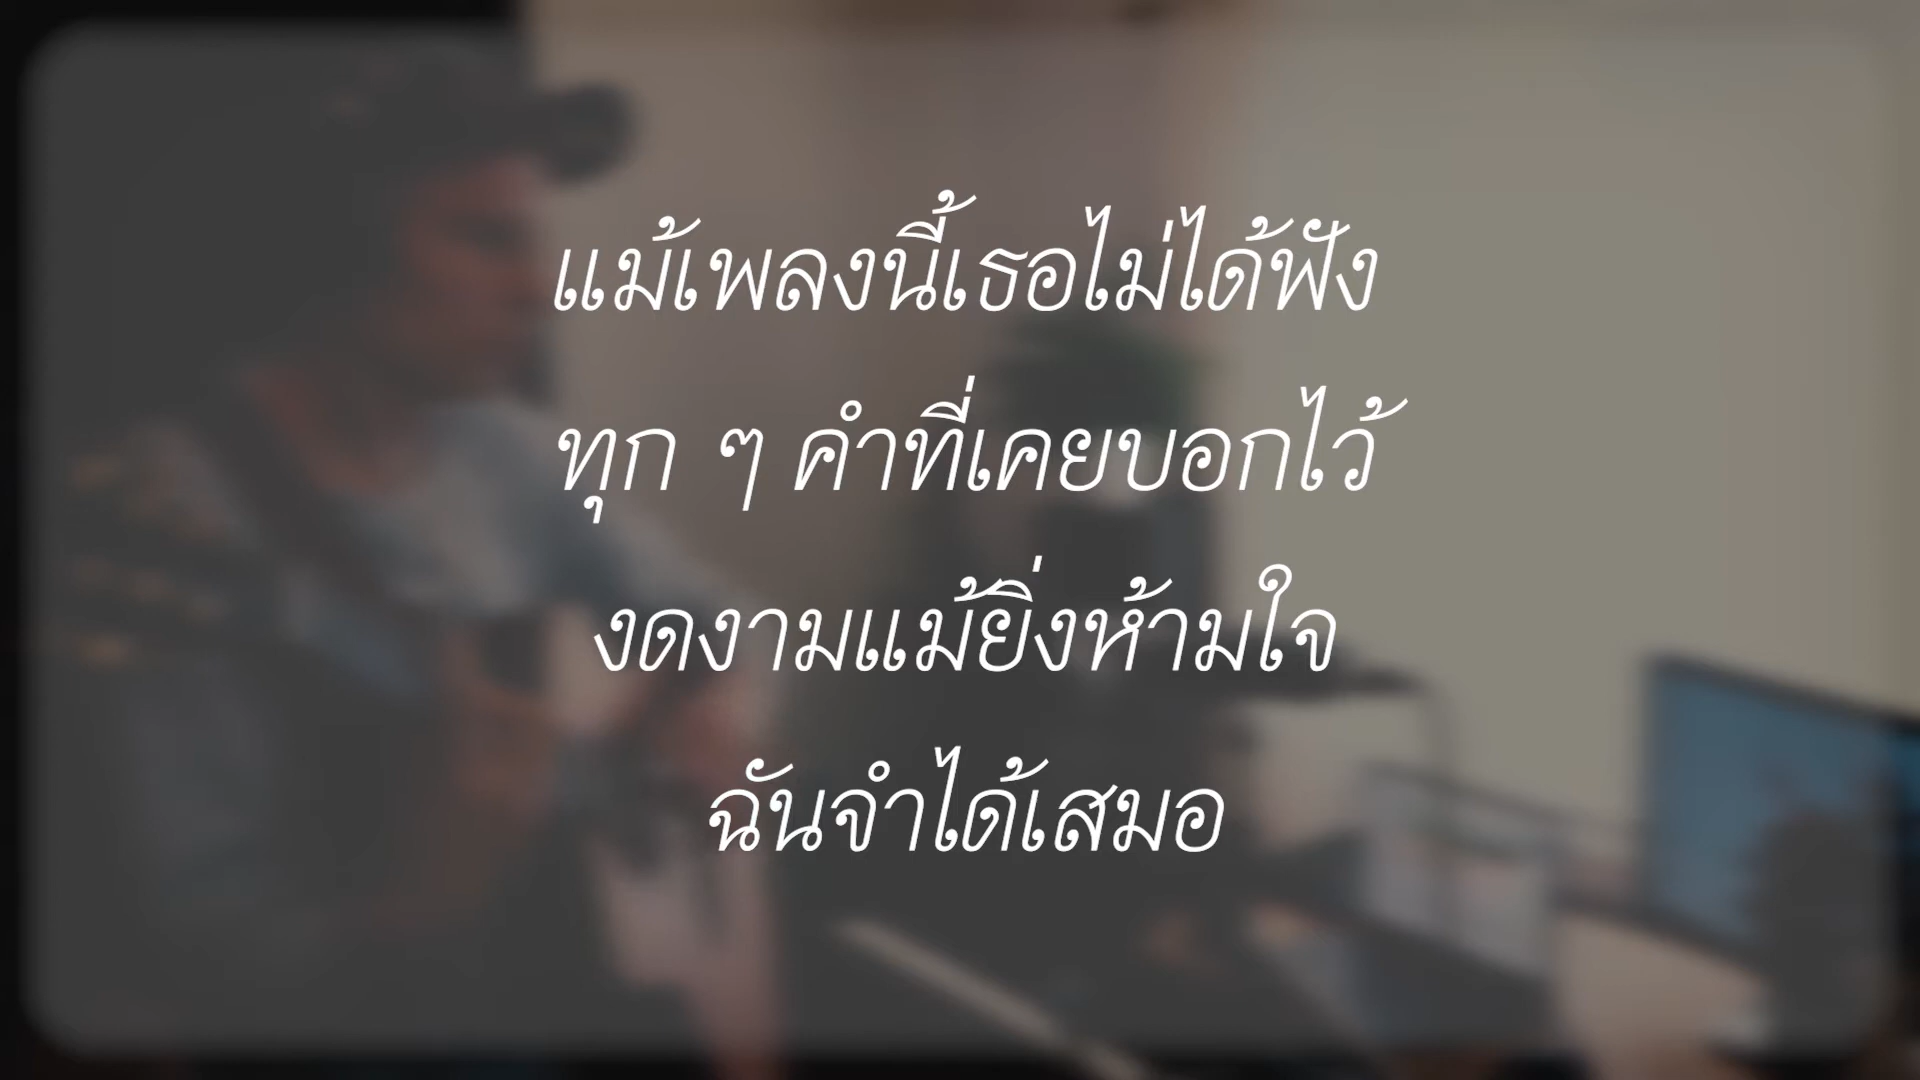 แม้เพลงนี้เธอไม่ได้ฟัง
ทุก ๆ คำที่เคยบอกไว้
งดงามแม้ยิ่งห้ามใจ
ฉันจำได้เสมอ